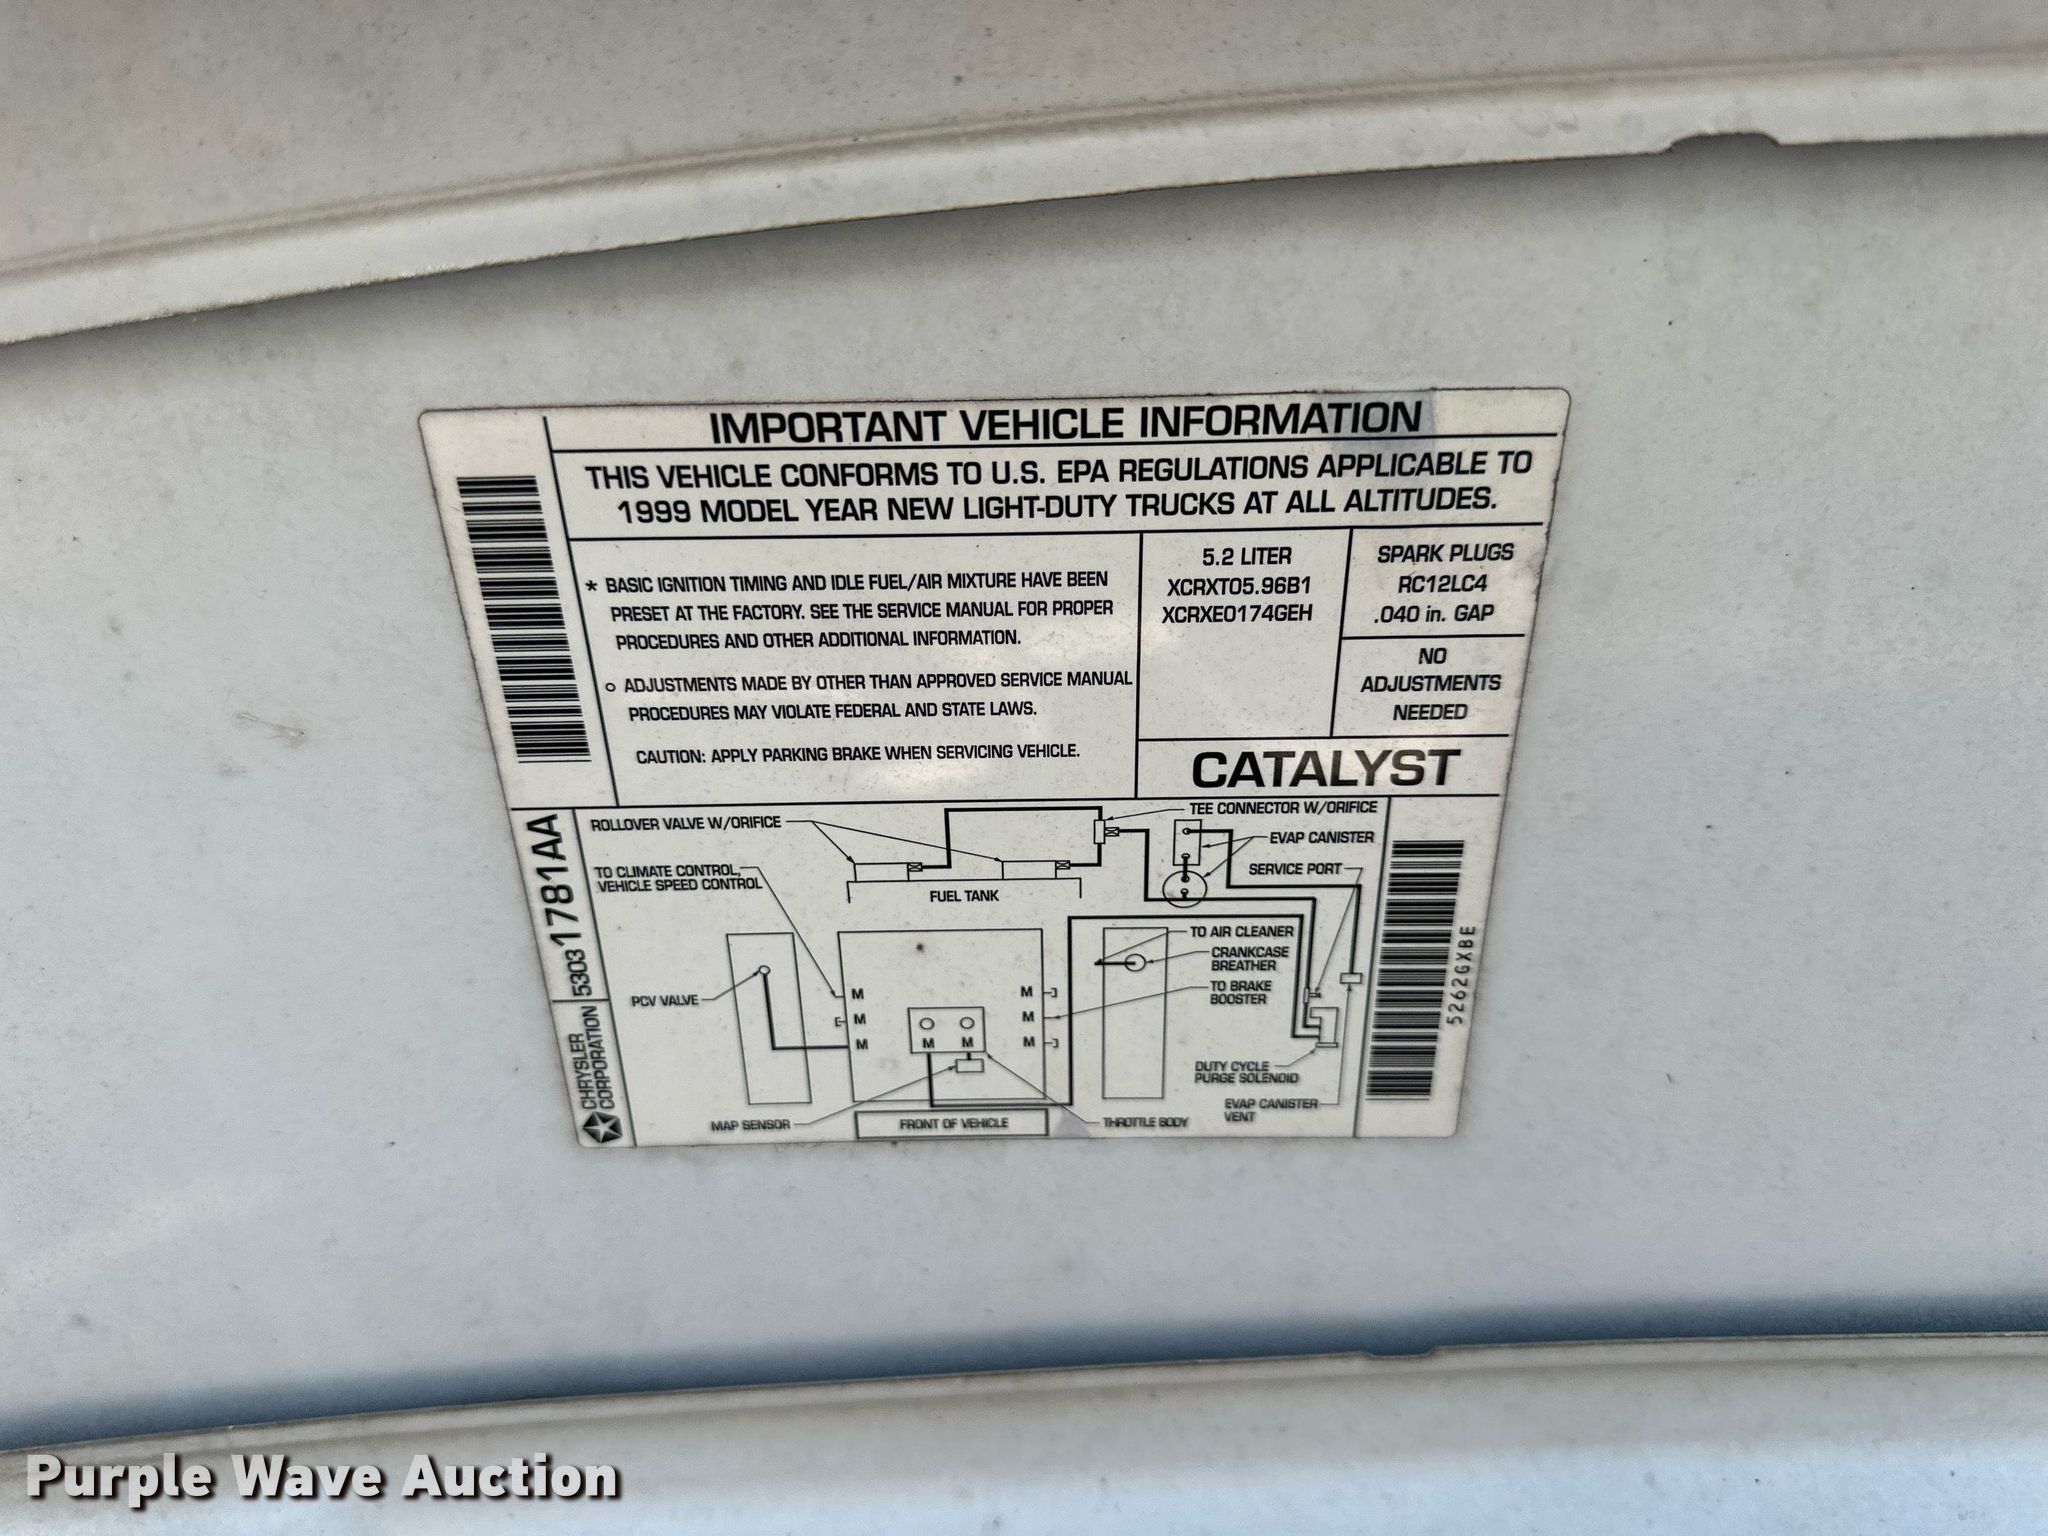 IMPORTANT VEHICLE INFORMATION
THIS VEHICLE CONFORMS TO U.S. EPA REGULATIONS APPLICABLE TO
1999 MODEL YEAR NEW LIGHT-DUTY TRUCKS AT ALL ALTITUDES.
* BASIC IGNITION TIMING AND IDLE FUEL/AIR MIXTURE HAVE BEEN
PRESET AT THE FACTORY. SEE THE SERVICE MANUAL FOR PROPER
PROCEDURES AND OTHER ADDITIONAL INFORMATION.
o ADJUSTMENTS MADE BY OTHER THAN APPROVED SERVICE MANUAL
PROCEDURES MAY VIOLATE FEDERAL AND STATE LAWS.
CAUTION: APPLY PARKING BRAKE WHEN SERVICING VEHICLE.
5.2 LITER
XCRXT05.96B1
XCRXE0174GEH
SPARK PLUGS
RC12LC4
.040 in. GAP
NO
ADJUSTMENTS
NEEDED
CATALYST
53031781AA
CHRYSLER
CORPORATION
ROLLOVER VALVE W/ORIFICE
TO CLIMATE CONTROL,
VEHICLE SPEED CONTROL
FUEL TANK
TEE CONNECTOR W/ORIFICE
EVAP CANISTER
SERVICE PORT
TO AIR CLEANER
CRANKCASE
BREATHER
TO BRAKE
BOOSTER
PCV VALVE
M
M
M
M
M
M
M
M
DUTY CYCLE
PURGE SOLENOID
EVAP CANISTER
VENT
MAP SENSOR
FRONT OF VEHICLE
THROTTLE BODY
5262GXBE
Purple Wave Auction